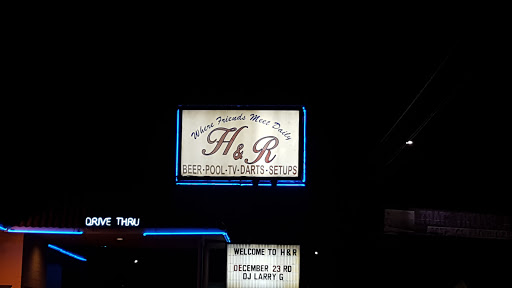 Where Friends Meet Daily
H & R
BEER-POOL-TV-DARTS-SETUPS
DRIVE THRU
WELCOME TO H & R
DECEMBER 23 RD
DJ LARRY G